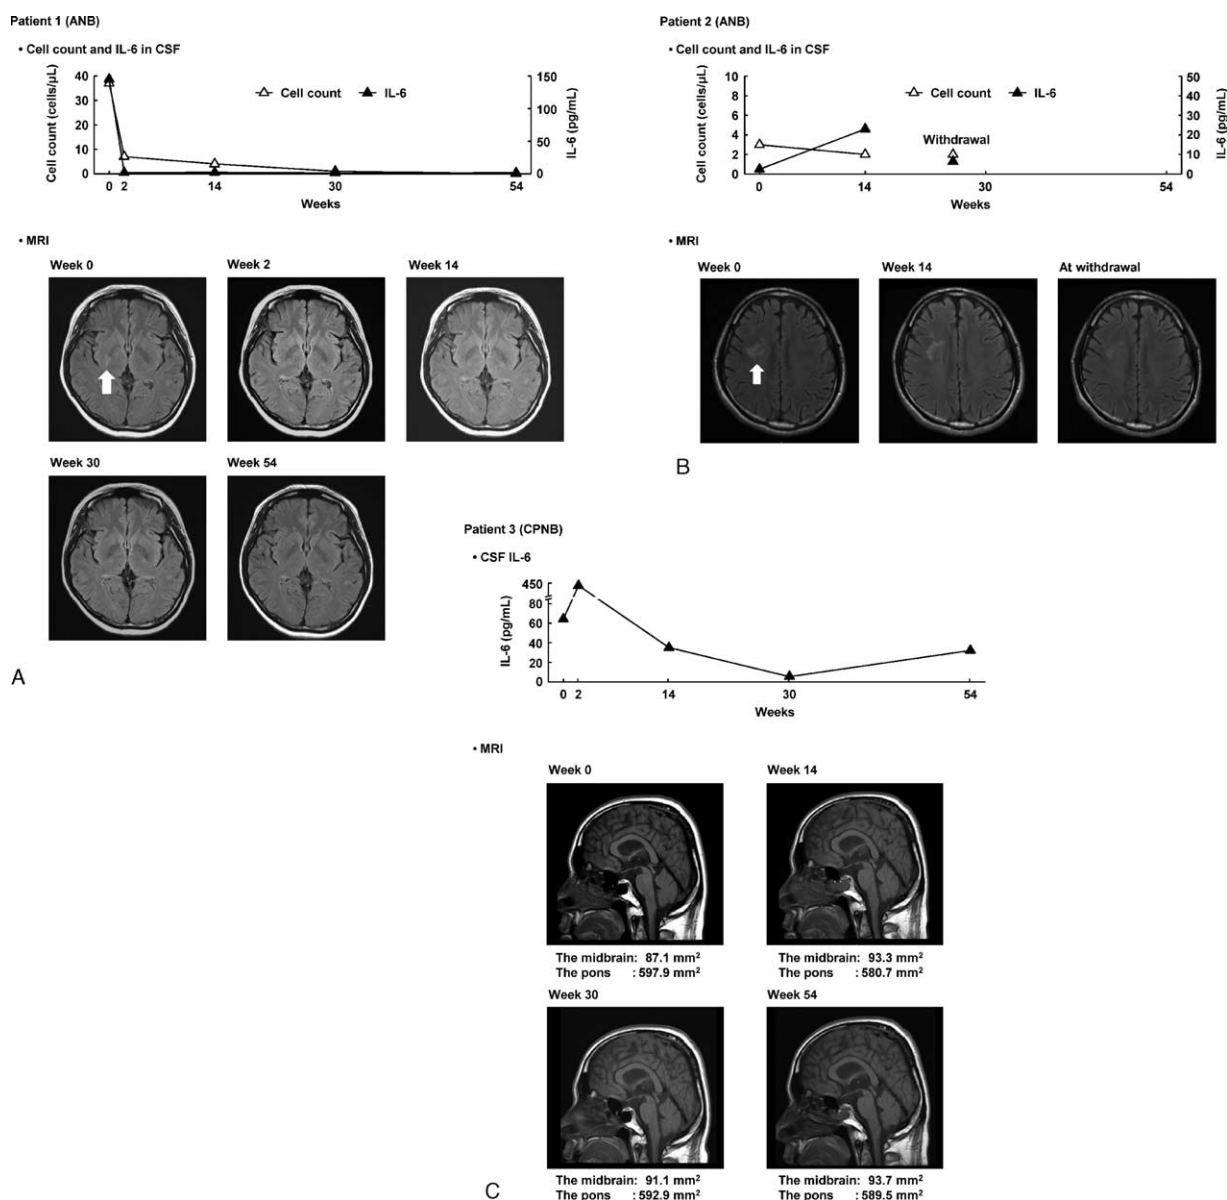 Patient 1 (ANB)
• Cell count and IL-6 in CSF
Cell count (cells/µL)
40
30
20
10
0
Cell count
IL-6
150
100
50
0
IL-6 (pg/mL)
0 2 14 30 54
Weeks
• MRI
Week 0
Week 2
Week 14
Week 30
Week 54
A
Patient 2 (ANB)
• Cell count and IL-6 in CSF
Cell count (cells/µL)
10
8
6
4
2
0
Cell count
IL-6
Withdrawal
50
40
30
20
10
0
IL-6 (pg/mL)
0 14 30 54
Weeks
• MRI
Week 0
Week 14
At withdrawal
B
Patient 3 (CPNB)
• CSF IL-6
IL-6 (pg/mL)
450
80
60
40
20
0
0 2 14 30 54
Weeks
• MRI
Week 0
Week 14
The midbrain: 87.1 mm²
The pons : 597.9 mm²
The midbrain: 93.3 mm²
The pons : 580.7 mm²
Week 30
Week 54
The midbrain: 91.1 mm²
The pons : 592.9 mm²
The midbrain: 93.7 mm²
The pons : 589.5 mm²
C